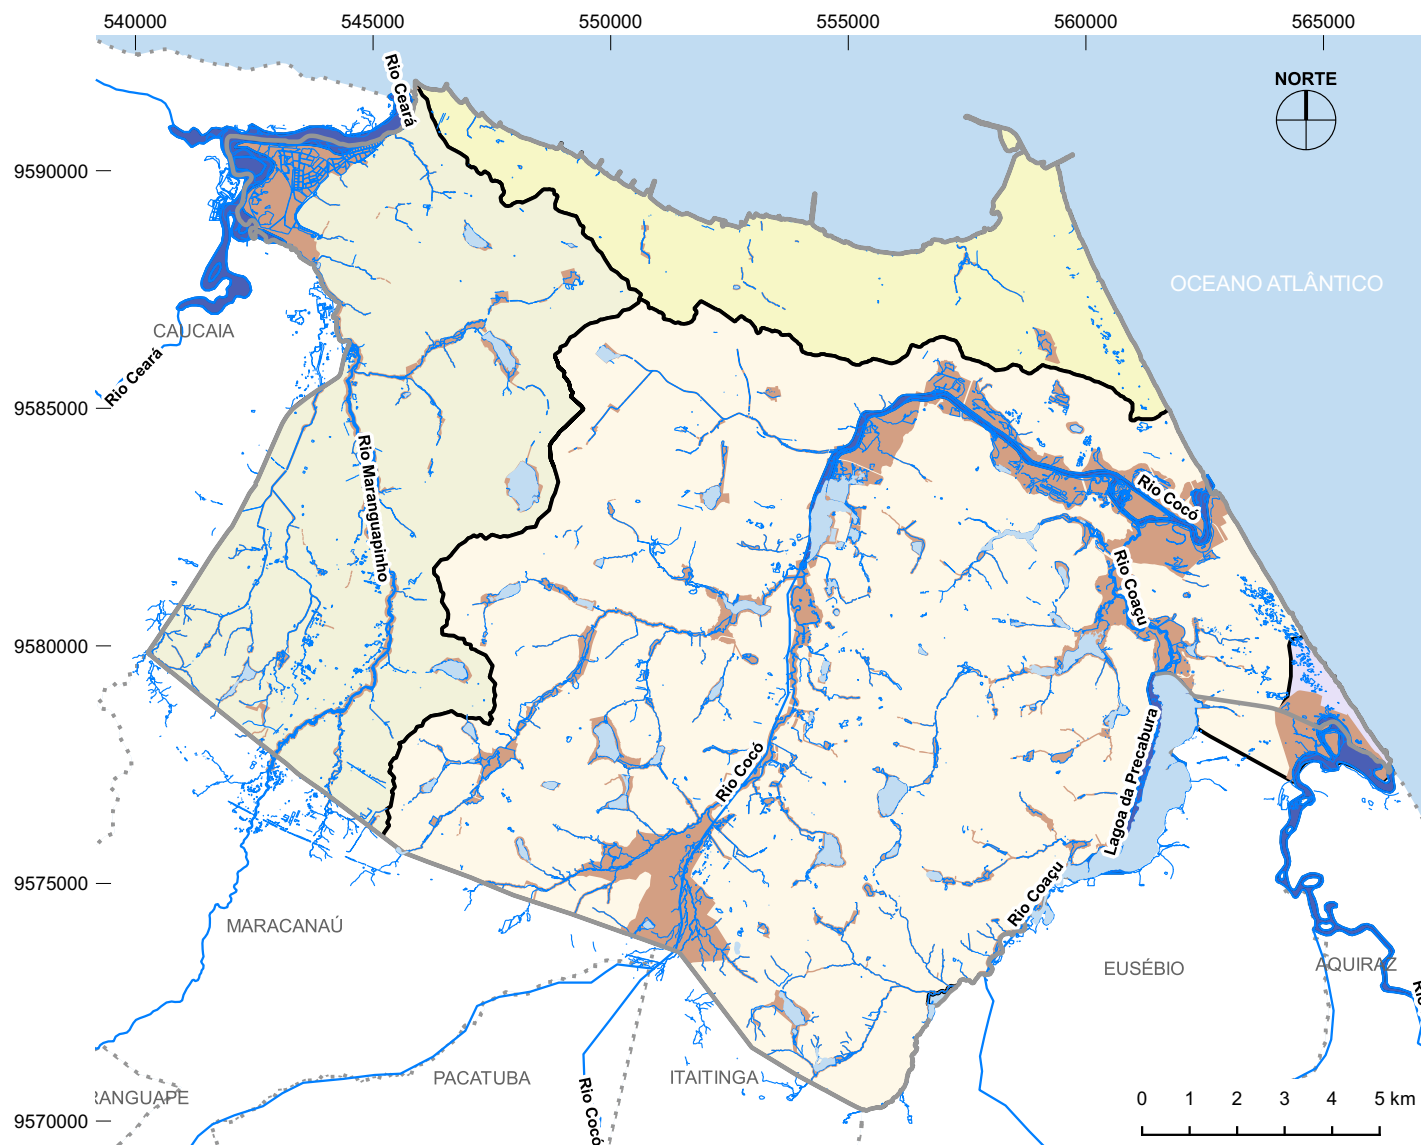 540000 545000 550000 555000 560000 565000
Rio Ceará
NORTE
9590000
OCEANO ATLÂNTICO
CAUCAIA
Rio Ceará
9585000
Rio Maranguapinho
Rio Cocó
Rio Coaçu
9580000
Lagoa da Precabura
Rio Cocó
9575000
Rio Coaçu
MARACANAÚ
EUSÉBIO
AQUIRAZ
PACATUBA
ITAITINGA
RANGUAPE
Rio Cocó
0 1 2 3 4 5 km
9570000